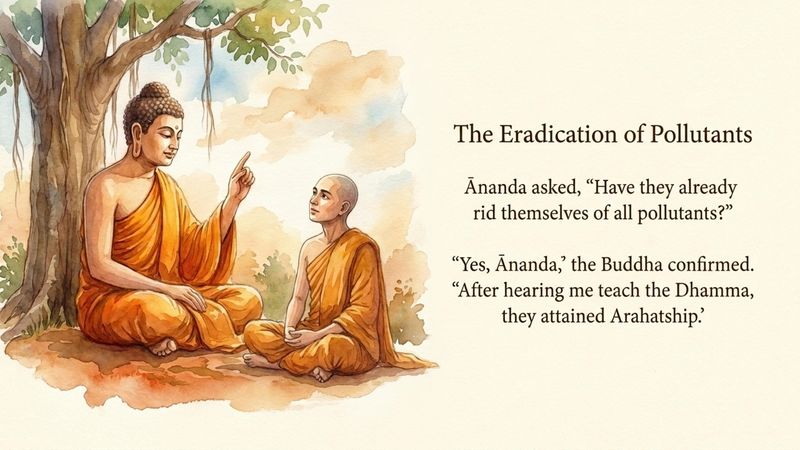 The Eradication of Pollutants
Ānanda asked, “Have they already
rid themselves of all pollutants?”
“Yes, Ānanda,’ the Buddha confirmed.
“After hearing me teach the Dhamma,
they attained Arahatship.’